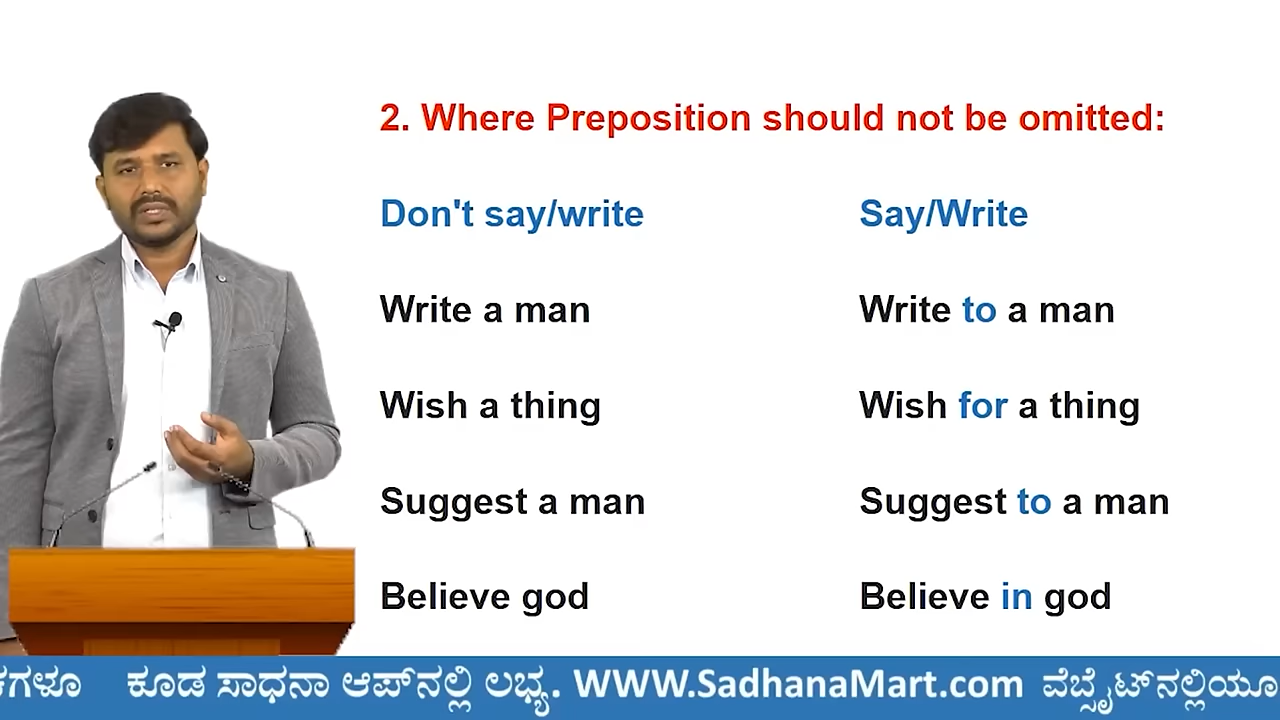 2. Where Preposition should not be omitted:
Don't say/write Say/Write
Write a man Write to a man
Wish a thing Wish for a thing
Suggest a man Suggest to a man
Believe god Believe in god
ಕೂಡ ಸಾಧನಾ ಆಪ್‌ನಲ್ಲಿ ಲಭ್ಯ. WWW.SadhanaMart.com ವೆಬ್ಸೈಟ್‌ನಲ್ಲಿಯೂ